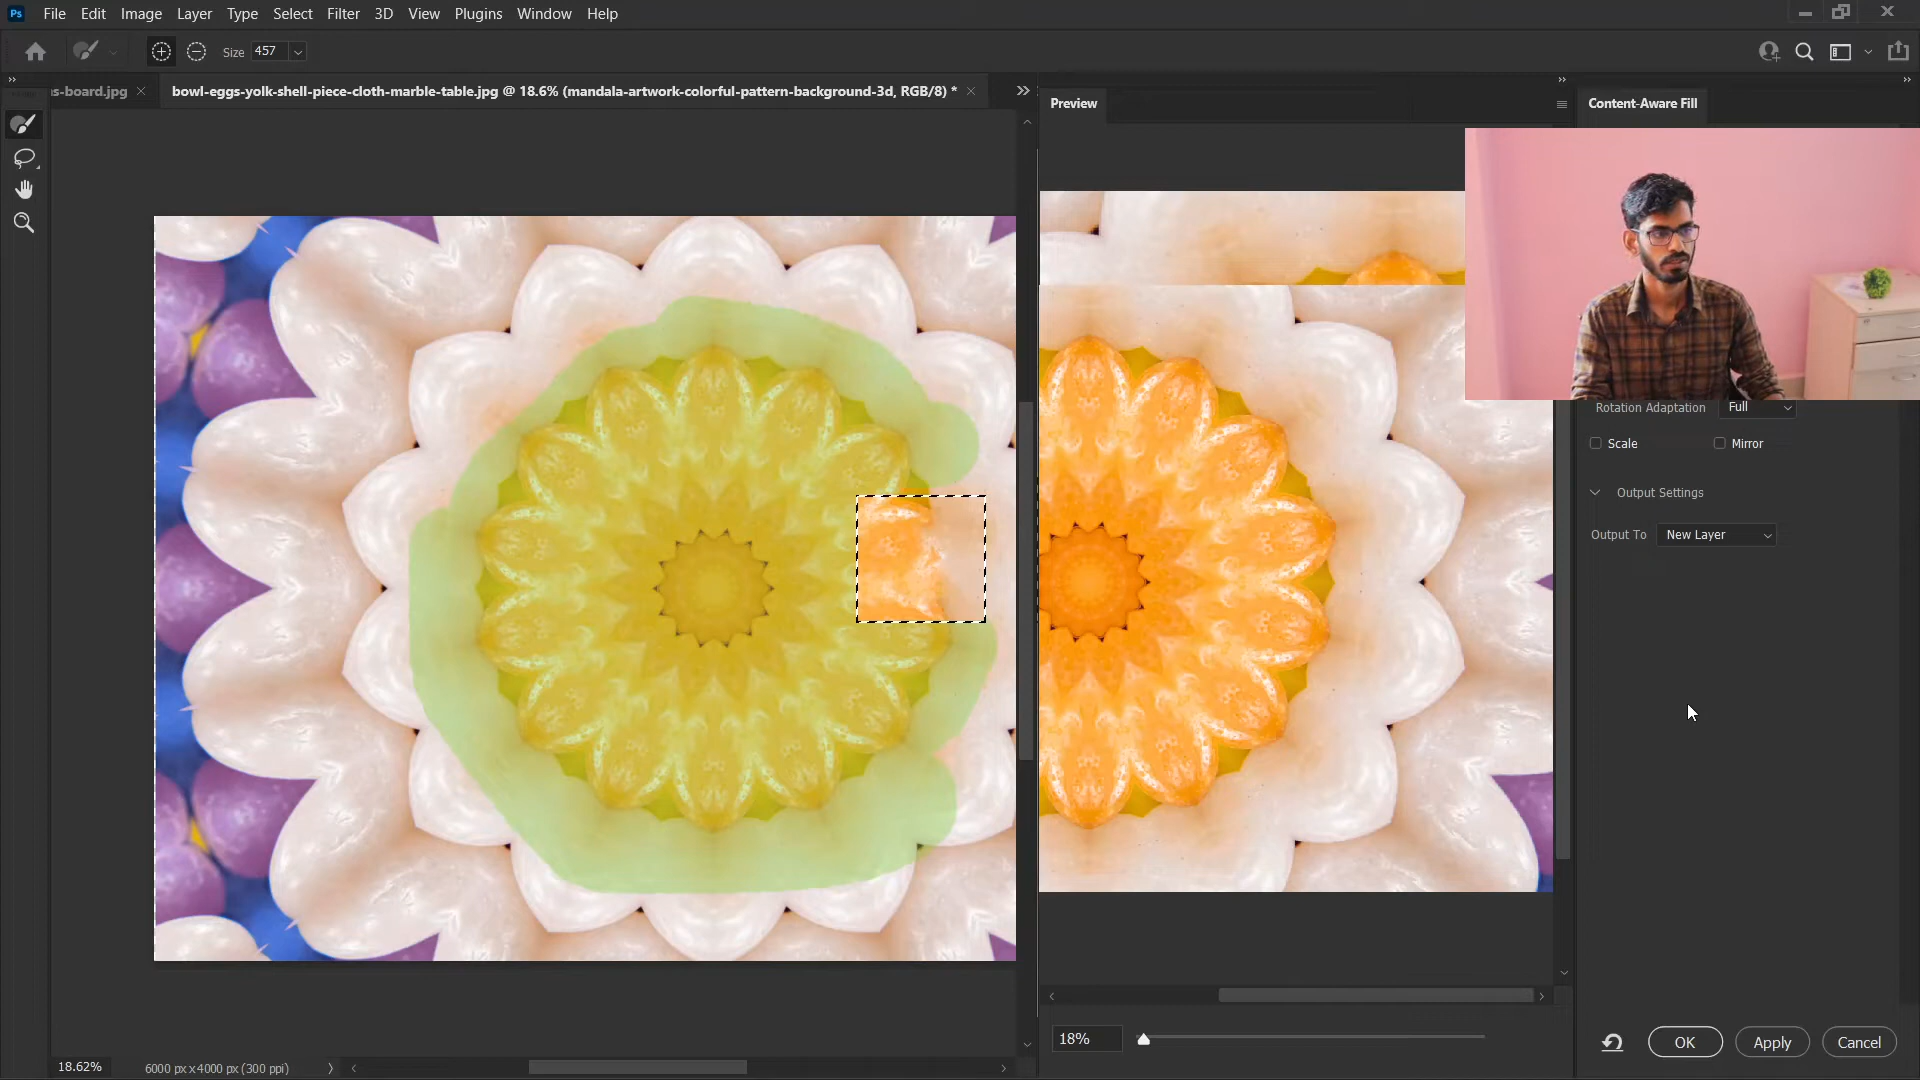 Ps File Edit Image Layer Type Select Filter 3D View Plugins Window Help
Size 457
s-board.jpg
bowl-eggs-yolk-shell-piece-cloth-marble-table.jpg @ 18.6% (mandala-artwork-colorful-pattern-background-3d, RGB/8) *
Preview
Content-Aware Fill
Rotation Adaptation Full
Scale Mirror
Output Settings
Output To New Layer
18%
OK Apply Cancel
18.62% 6000 px x 4000 px (300 ppi)